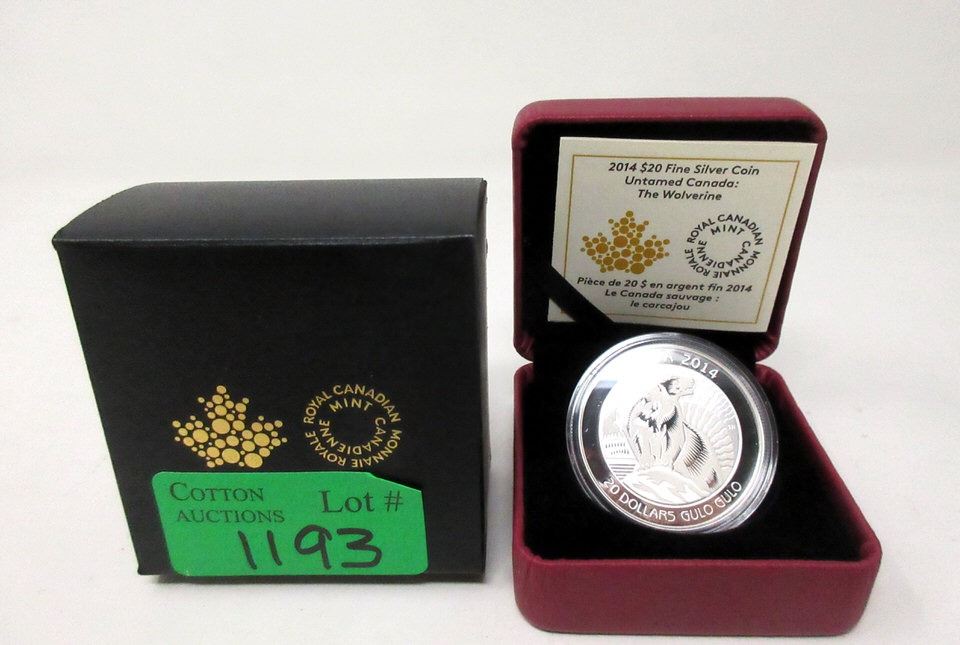 ROYAL CANADIAN MINT
MONNAIE ROYALE CANADIENNE
COTTON
AUCTIONS
Lot #
1193
2014 $20 Fine Silver Coin
Untamed Canada:
The Wolverine
ROYAL CANADIAN MINT
MONNAIE ROYALE CANADIENNE
Pièce de 20 $ en argent fin 2014
Le Canada sauvage :
le carcajou
2014
20 DOLLARS GULO GULO